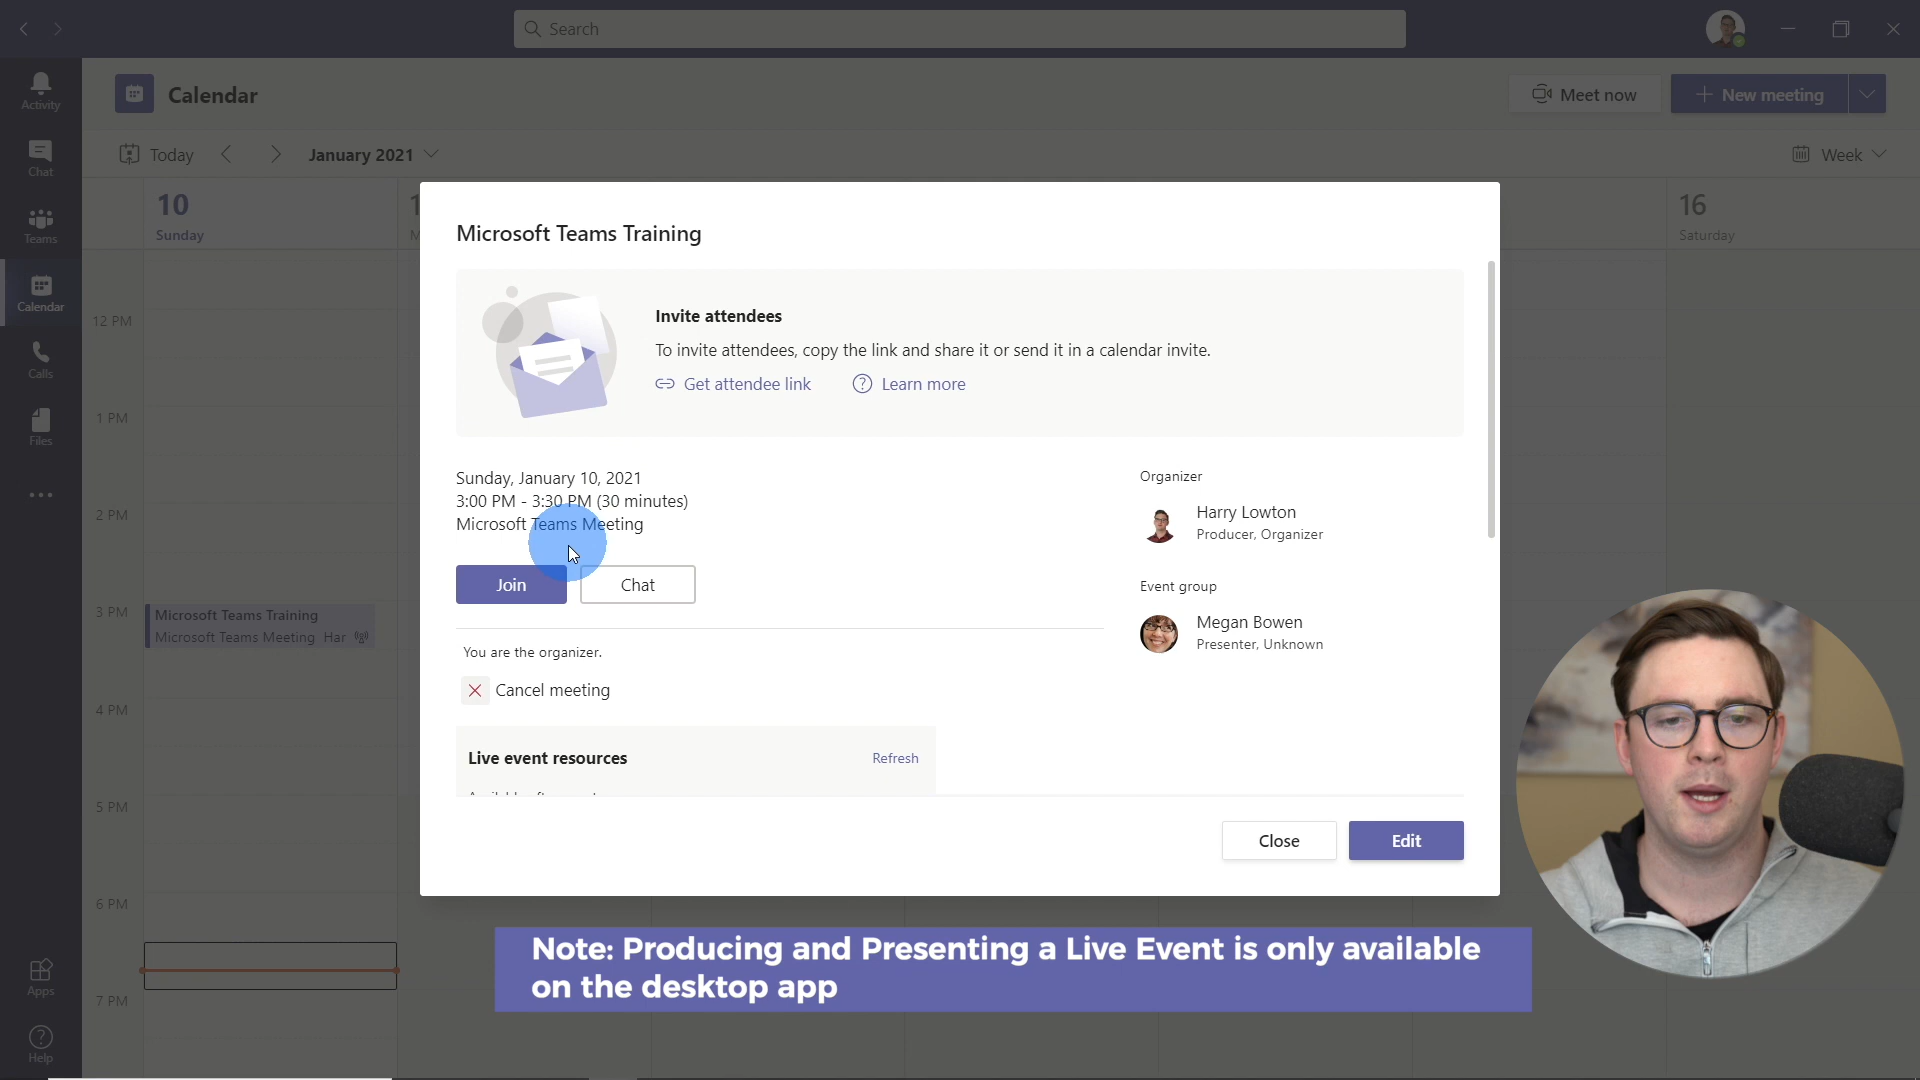 Search
Activity
Chat
Teams
Calendar
Calls
Files
Apps
Help
Calendar
Meet now
New meeting
Today
January 2021
Week
10
Sunday
16
Saturday
12 PM
1 PM
2 PM
3 PM
4 PM
5 PM
6 PM
7 PM
Microsoft Teams Training
Microsoft Teams Meeting Har
Microsoft Teams Training
Invite attendees
To invite attendees, copy the link and share it or send it in a calendar invite.
Get attendee link
Learn more
Sunday, January 10, 2021
3:00 PM - 3:30 PM (30 minutes)
Microsoft Teams Meeting
Join
Chat
You are the organizer.
Cancel meeting
Live event resources
Refresh
Organizer
Harry Lowton
Producer, Organizer
Event group
Megan Bowen
Presenter, Unknown
Close
Edit
Note: Producing and Presenting a Live Event is only available
on the desktop app